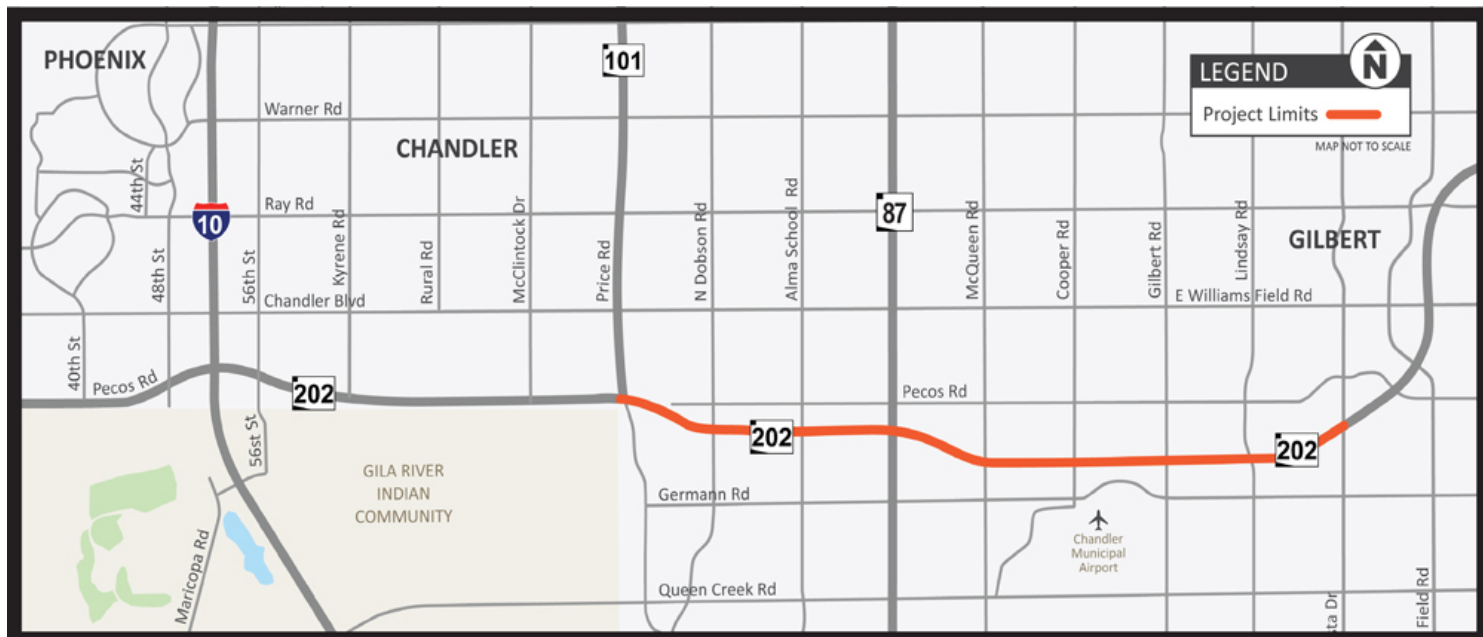 PHOENIX
101
N
LEGEND
Project Limits
MAP NOT TO SCALE
Warner Rd
CHANDLER
44th St
Ray Rd
10
87
GILBERT
48th St
56th St
Kyrene Rd
Rural Rd
McClintock Dr
Price Rd
N Dobson Rd
Alma School Rd
McQueen Rd
Cooper Rd
Gilbert Rd
Lindsay Rd
Chandler Blvd
E Williams Field Rd
40th St
Pecos Rd
202
Pecos Rd
202
202
56st St
GILA RIVER
INDIAN
COMMUNITY
Germann Rd
Chandler
Municipal
Airport
Maricopa Rd
Queen Creek Rd
sta Dr
Field Rd